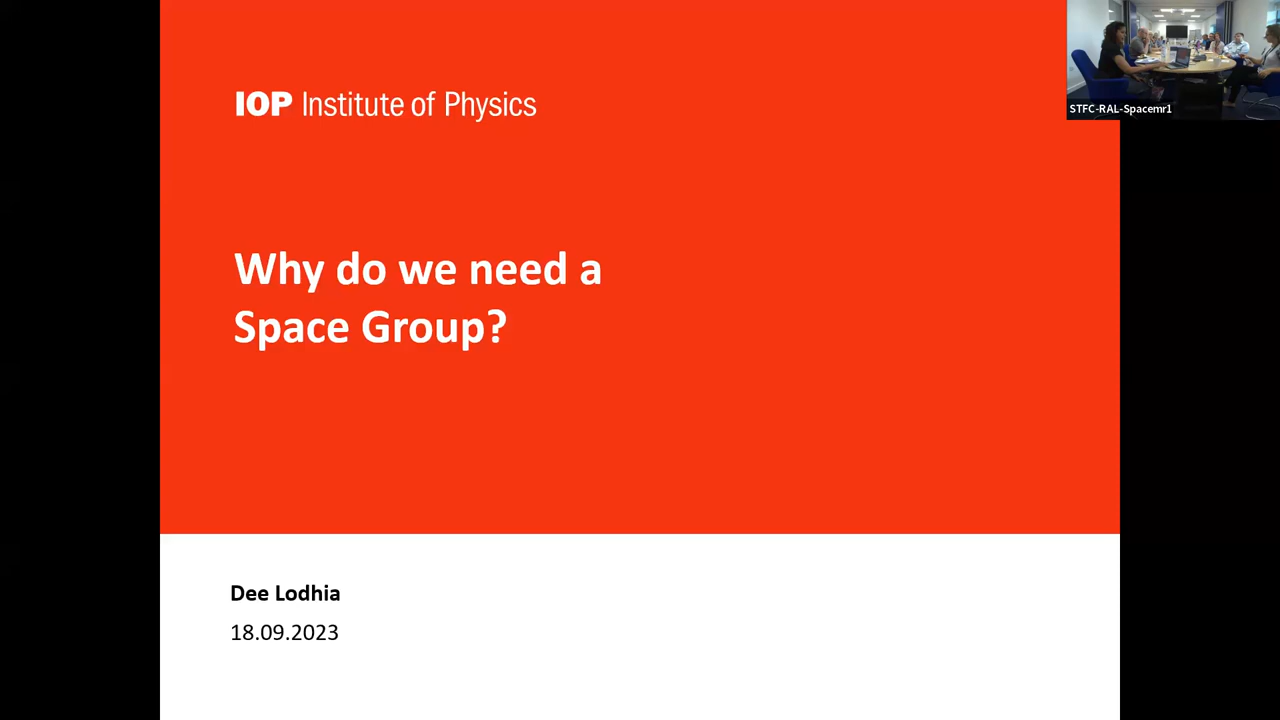 IOP Institute of Physics
STFC-RAL-Spacemr1
Why do we need a
Space Group?
Dee Lodhia
18.09.2023